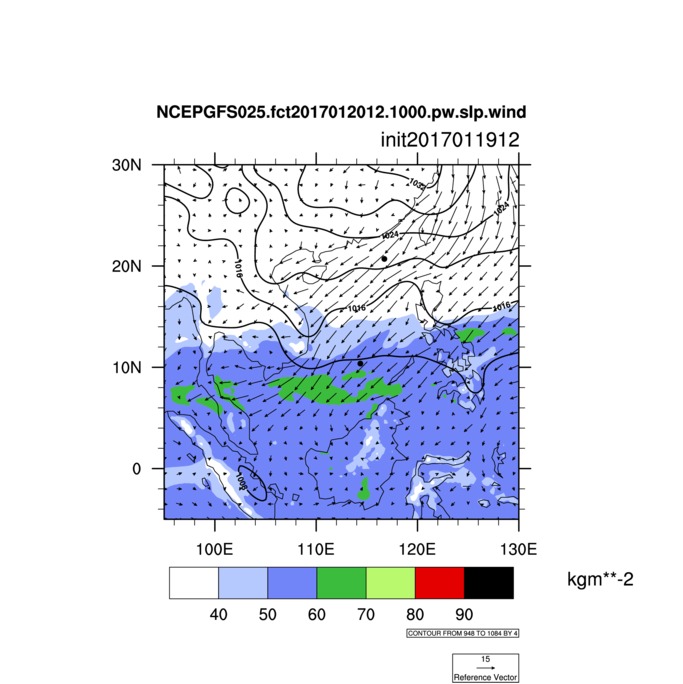 NCEPGFS025.fct2017012012.1000.pw.slp.wind
init2017011912
30N
1032
1024
1024
20N
1016
1016
1016
10N
0
1008
100E 110E 120E 130E
kgm**-2
40 50 60 70 80 90
CONTOUR FROM 948 TO 1084 BY 4
15
Reference Vector